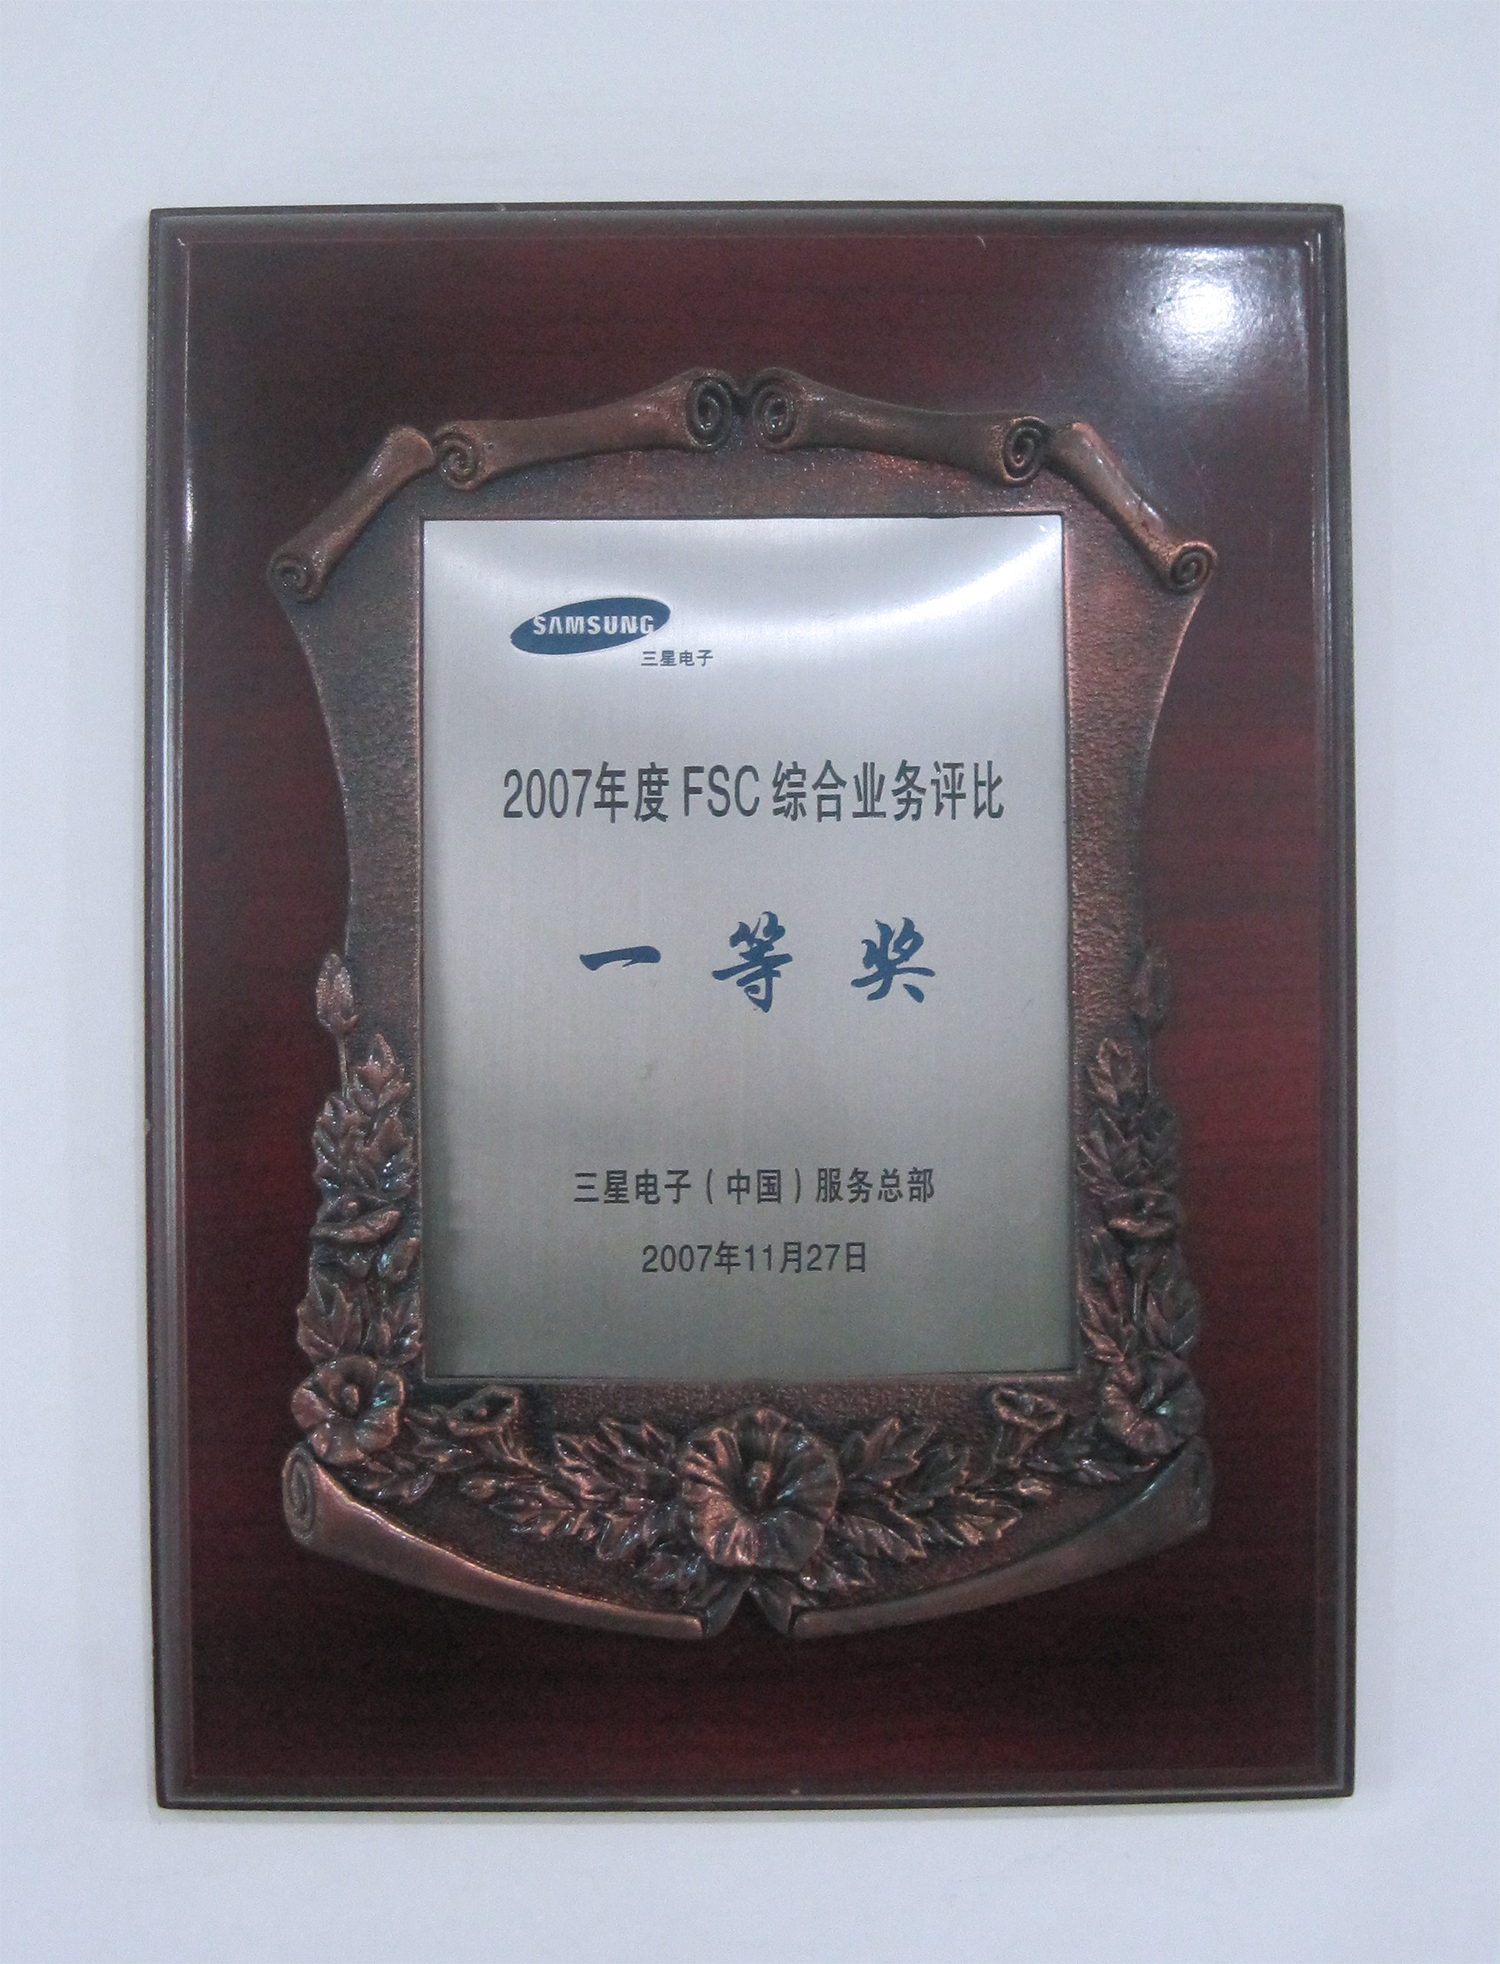 SAMSUNG
三星电子
2007年度 FSC 综合业务评比
一等奖
三星电子(中国)服务总部
2007年11月27日